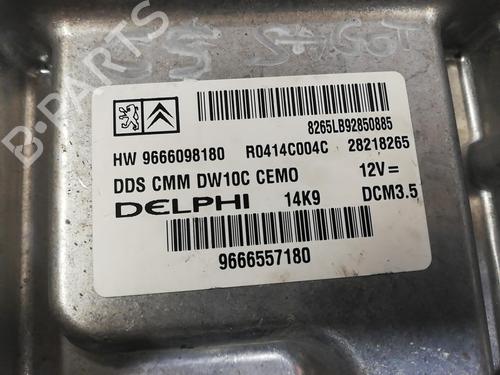 8265LB92850885
HW 9666098180 R0414C004C 28218265
DDS CMM DW10C CEMO 12V=
DELPHI 14K9 DCM3.5
9666557180
B-PARTS